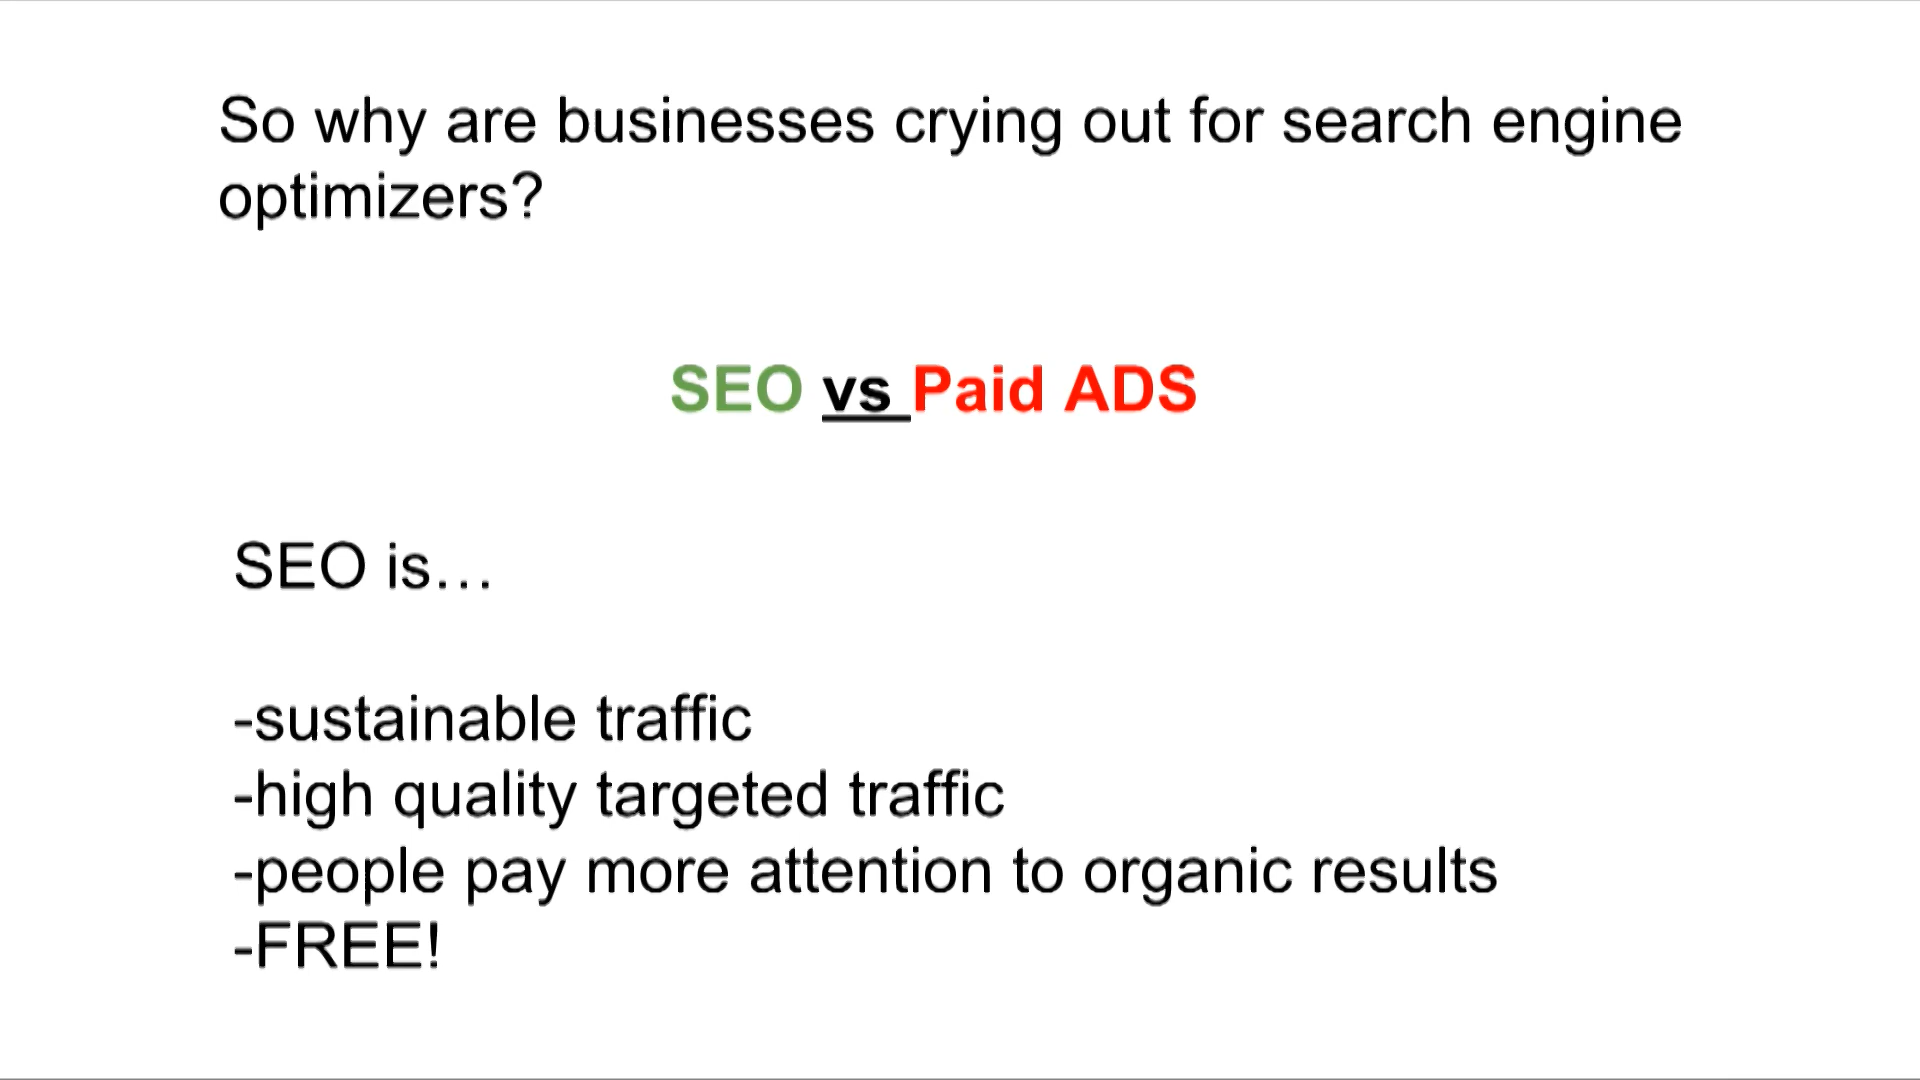 So why are businesses crying out for search engine
optimizers?
SEO vs Paid ADS
SEO is…
-sustainable traffic
-high quality targeted traffic
-people pay more attention to organic results
-FREE!